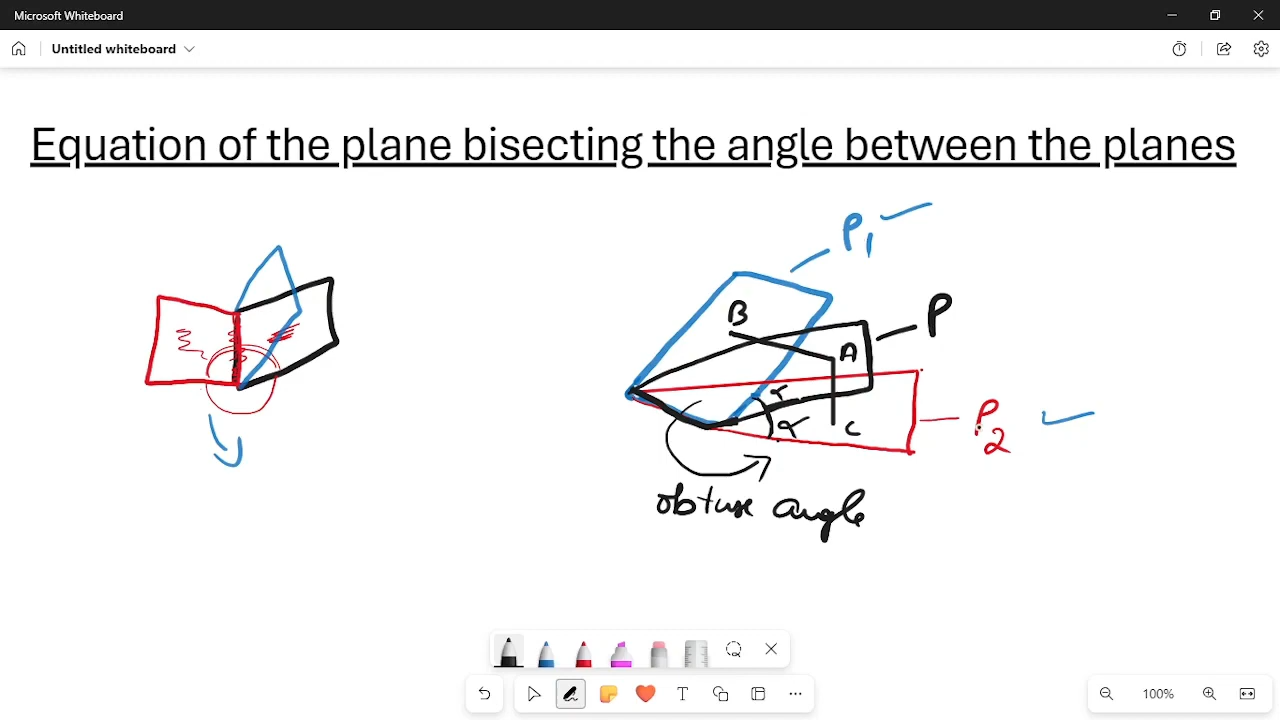 Microsoft Whiteboard
Untitled whiteboard
Equation of the plane bisecting the angle between the planes
P1
B
P
A
α
C
P2
obtuse angle
100%